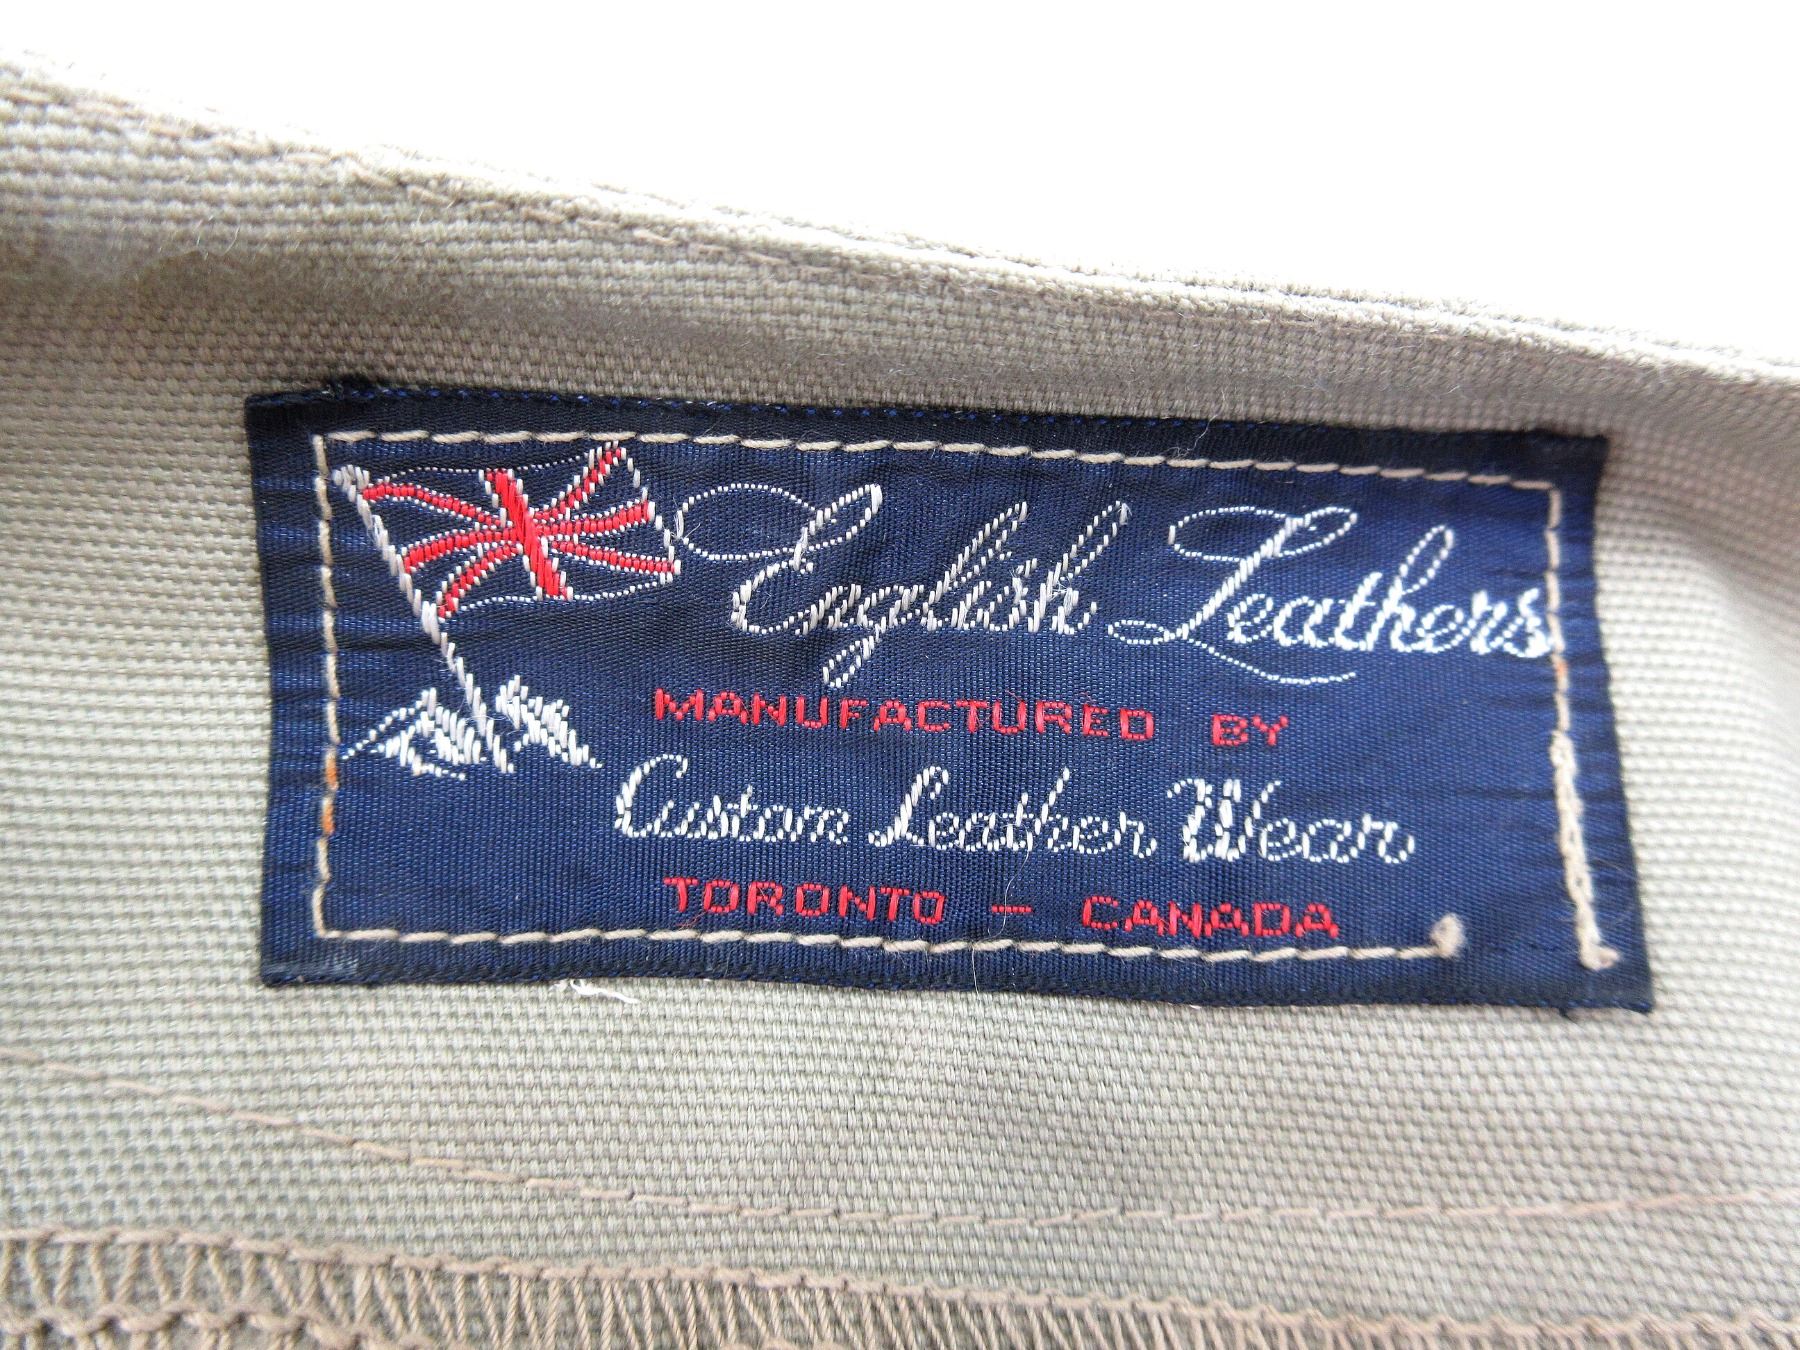 English Leathers
MANUFACTURED BY
Custom Leather Wear
TORONTO - CANADA